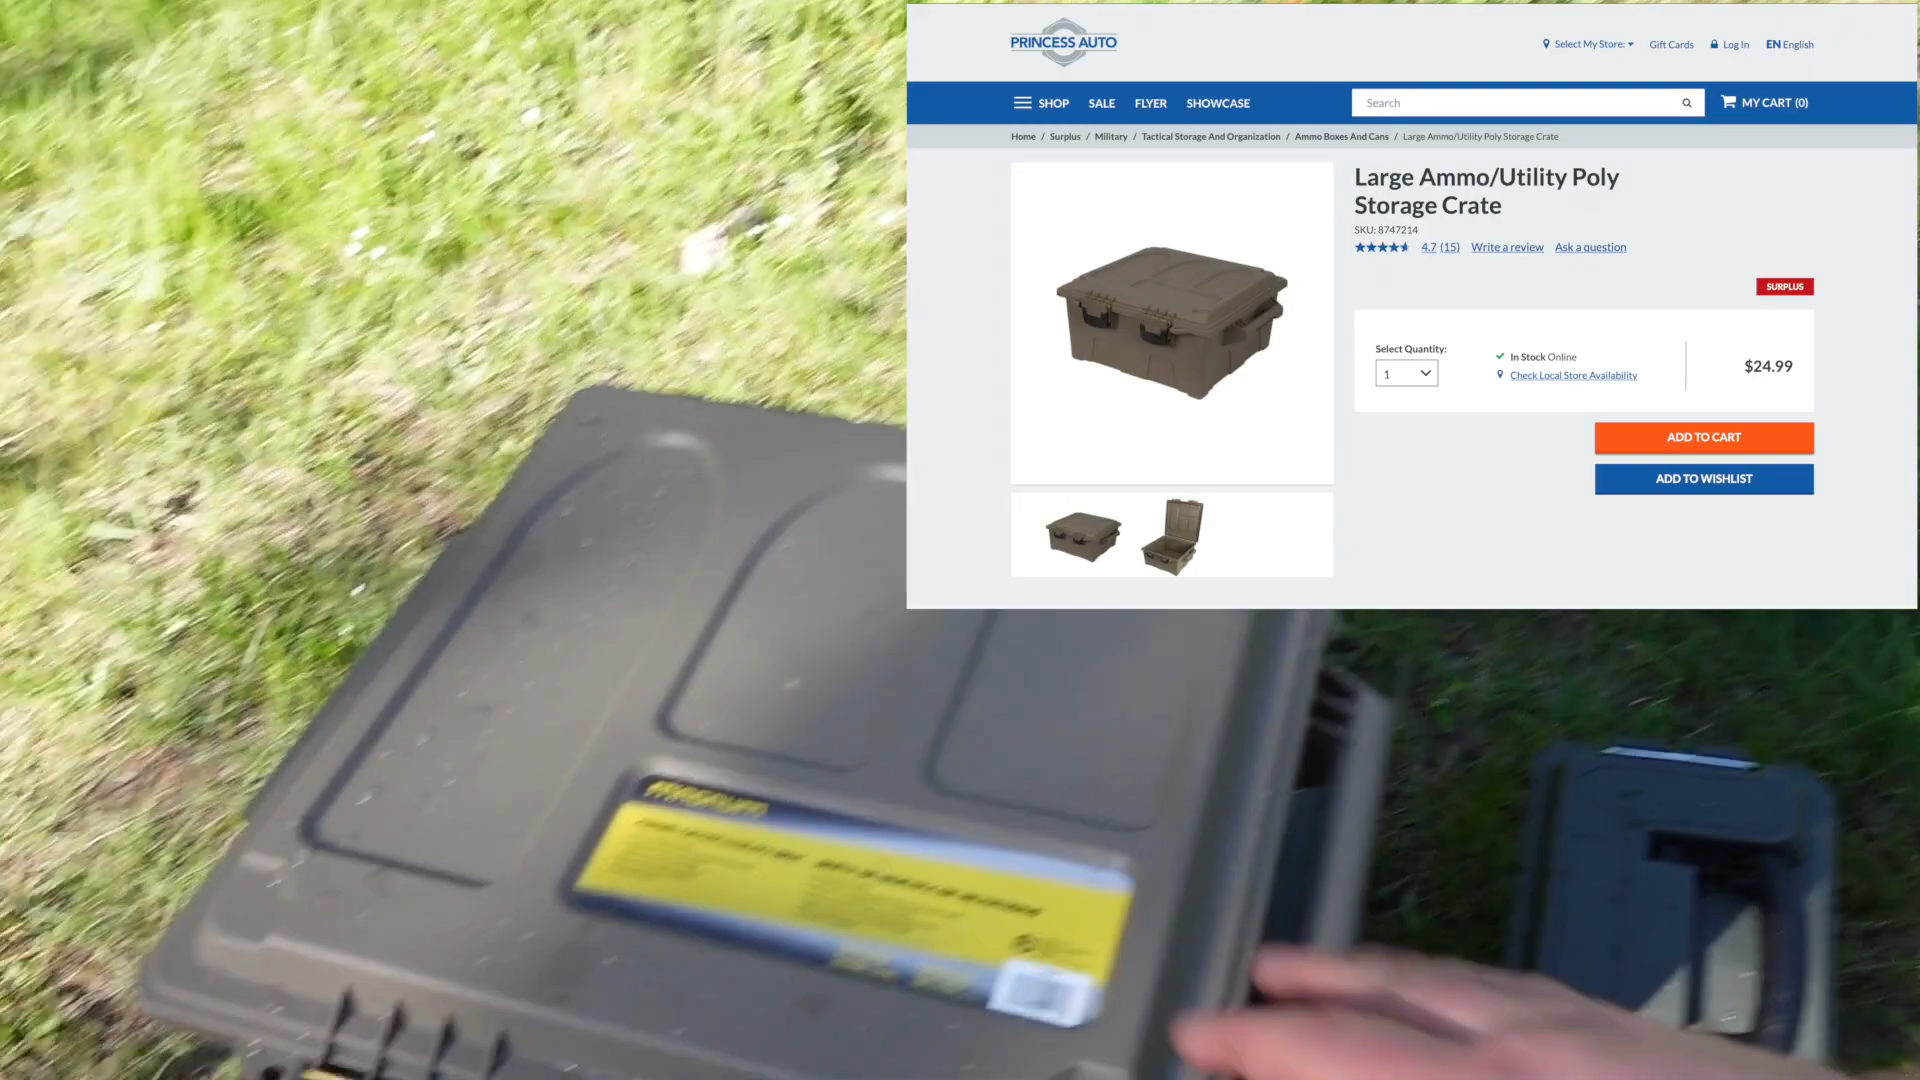 PRINCESS AUTO
Select My Store:
Gift Cards
Log In
EN English
SHOP
SALE
FLYER
SHOWCASE
Search
MY CART (0)
Home / Surplus / Military / Tactical Storage And Organization / Ammo Boxes And Cans / Large Ammo/Utility Poly Storage Crate
Large Ammo/Utility Poly
Storage Crate
SKU: 8747214
4.7 (15) Write a review Ask a question
SURPLUS
Select Quantity:
1
In Stock Online
Check Local Store Availability
$24.99
ADD TO CART
ADD TO WISHLIST